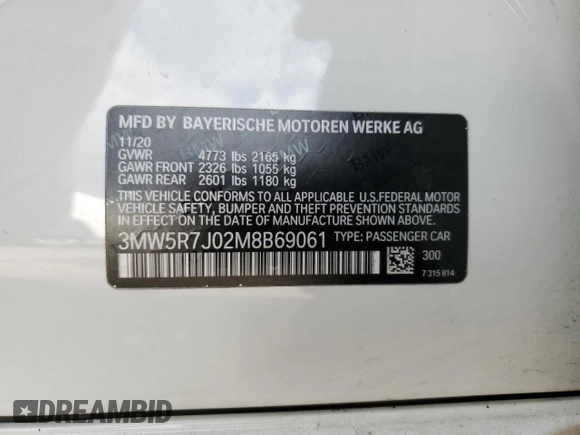 MFD BY BAYERISCHE MOTOREN WERKE AG
11/20
GVWR 4773 lbs 2165 kg
GAWR FRONT 2326 lbs 1055 kg
GAWR REAR 2601 lbs 1180 kg
THIS VEHICLE CONFORMS TO ALL APPLICABLE U.S.FEDERAL MOTOR
VEHICLE SAFETY, BUMPER AND THEFT PREVENTION STANDARDS
IN EFFECT ON THE DATE OF MANUFACTURE SHOWN ABOVE.
3MW5R7J02M8B69061 TYPE: PASSENGER CAR
300
7 315 814
DREAMBID